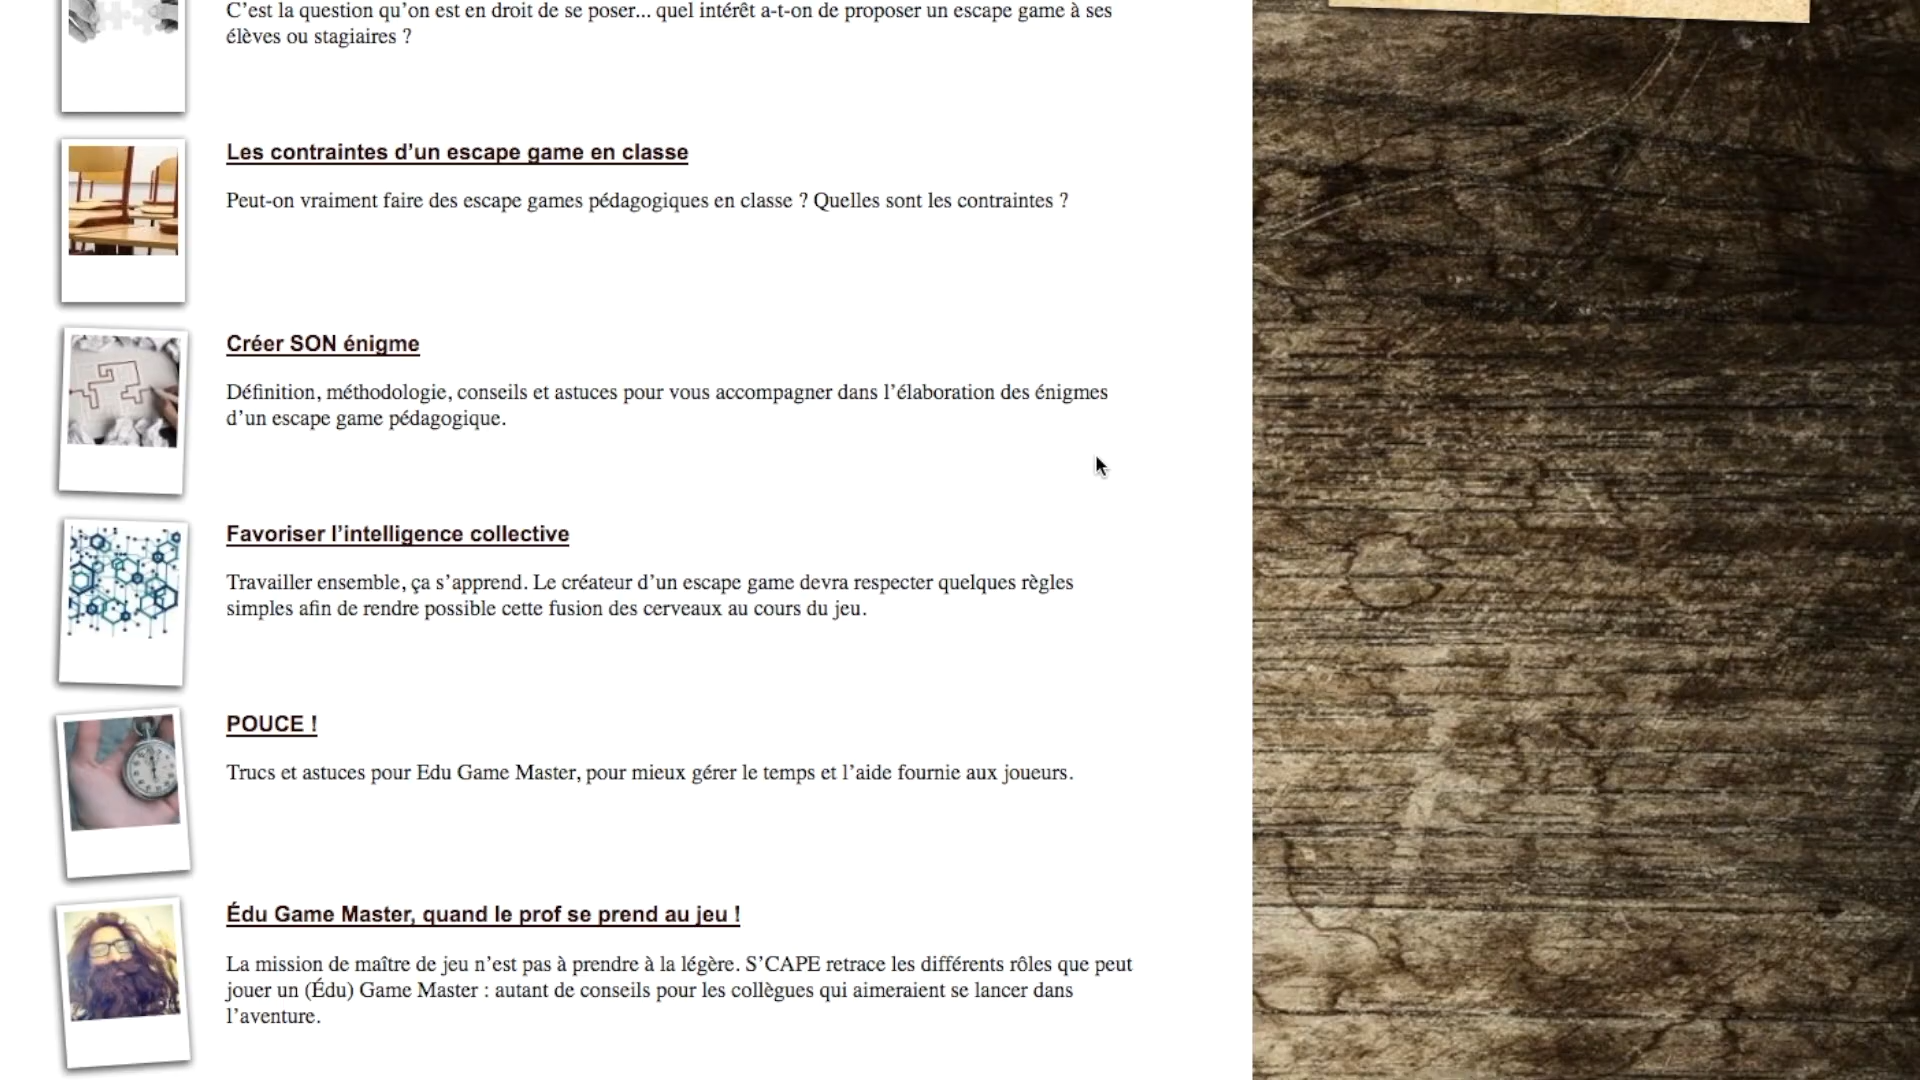 C’est la question qu’on est en droit de se poser... quel intérêt a-t-on de proposer un escape game à ses
élèves ou stagiaires ?
Les contraintes d’un escape game en classe
Peut-on vraiment faire des escape games pédagogiques en classe ? Quelles sont les contraintes ?
Créer SON énigme
Définition, méthodologie, conseils et astuces pour vous accompagner dans l’élaboration des énigmes
d’un escape game pédagogique.
Favoriser l’intelligence collective
Travailler ensemble, ça s’apprend. Le créateur d’un escape game devra respecter quelques règles
simples afin de rendre possible cette fusion des cerveaux au cours du jeu.
POUCE !
Trucs et astuces pour Edu Game Master, pour mieux gérer le temps et l’aide fournie aux joueurs.
Édu Game Master, quand le prof se prend au jeu !
La mission de maître de jeu n’est pas à prendre à la légère. S’CAPE retrace les différents rôles que peut
jouer un (Édu) Game Master : autant de conseils pour les collègues qui aimeraient se lancer dans
l’aventure.